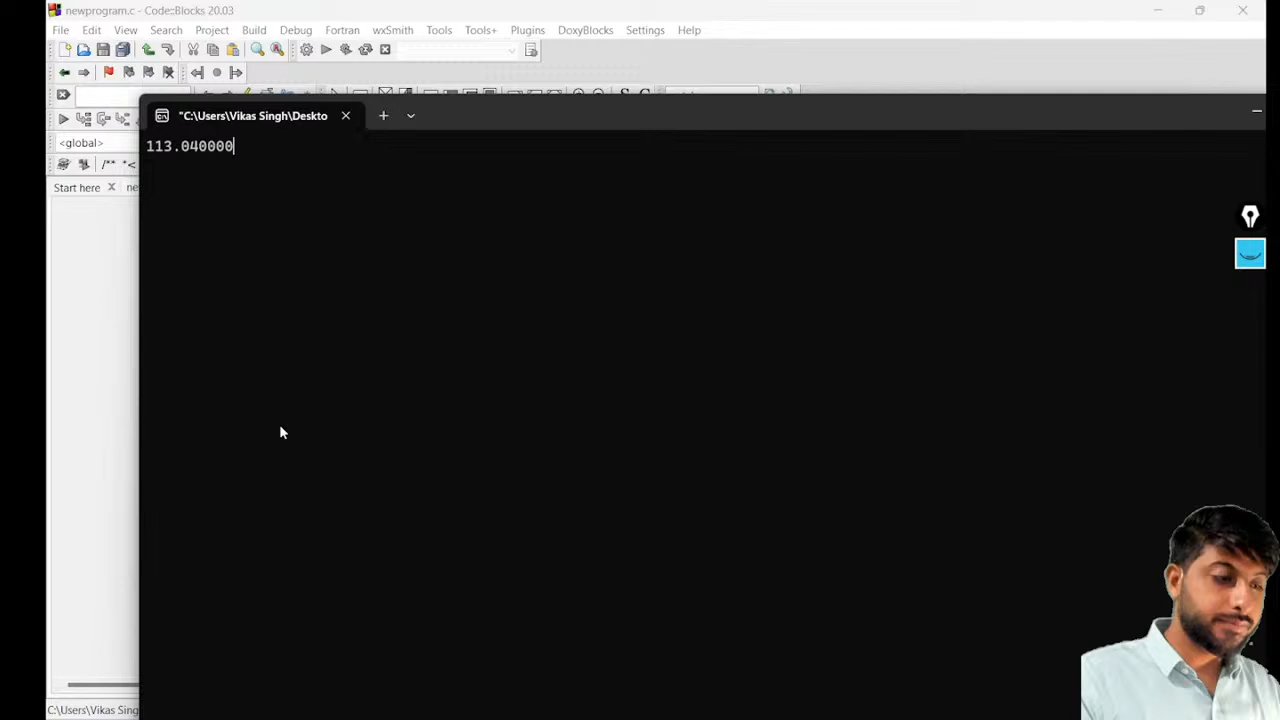 newprogram.c - Code::Blocks 20.03
File Edit View Search Project Build Debug Fortran wxSmith Tools Tools+ Plugins DoxyBlocks Settings Help
"C:\Users\Vikas Singh\Deskto
113.040000
<global>
/** *<
Start here ne
C:\Users\Vikas Sing